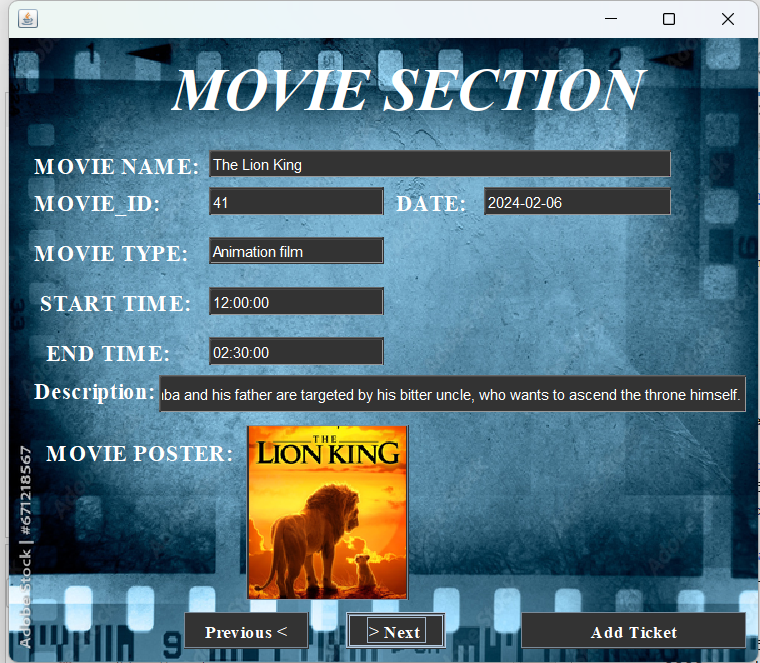 MOVIE SECTION
MOVIE NAME: The Lion King
MOVIE_ID: 41 DATE: 2024-02-06
MOVIE TYPE: Animation film
START TIME: 12:00:00
END TIME: 02:30:00
Description: ba and his father are targeted by his bitter uncle, who wants to ascend the throne himself.
MOVIE POSTER:
THE
LION KING
Adobe Stock | #671218567
Previous < > Next Add Ticket